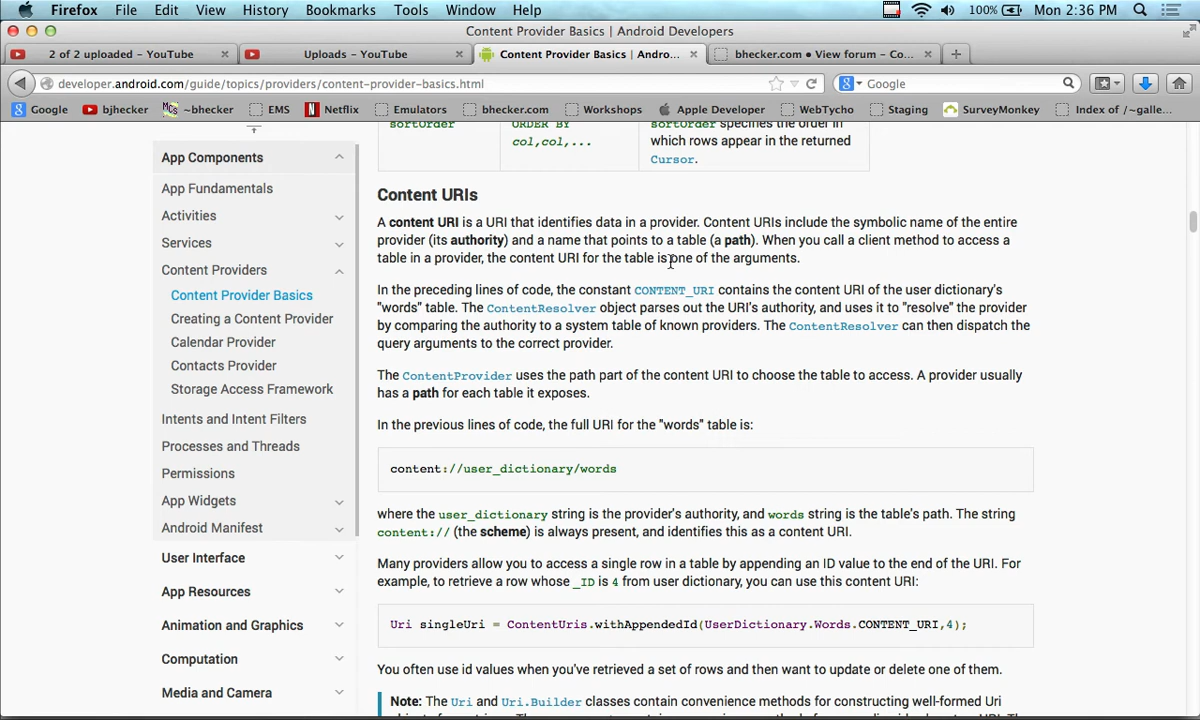 Firefox File Edit View History Bookmarks Tools Window Help 100% Mon 2:36 PM
Content Provider Basics | Android Developers
2 of 2 uploaded - YouTube × Uploads - YouTube × Content Provider Basics | Andro... × bhecker.com • View forum - Co... × +
developer.android.com/guide/topics/providers/content-provider-basics.html Google
Google bjhecker ~bhecker EMS Netflix Emulators bhecker.com Workshops Apple Developer WebTycho Staging SurveyMonkey Index of /~galle...
sortOrder ORDER BY sortOrder specifies the order in
col,col,... which rows appear in the returned
Cursor.
App Components
App Fundamentals
Activities
Services
Content Providers
Content Provider Basics
Creating a Content Provider
Calendar Provider
Contacts Provider
Storage Access Framework
Intents and Intent Filters
Processes and Threads
Permissions
App Widgets
Android Manifest
User Interface
App Resources
Animation and Graphics
Computation
Media and Camera
Content URIs
A content URI is a URI that identifies data in a provider. Content URIs include the symbolic name of the entire
provider (its authority) and a name that points to a table (a path). When you call a client method to access a
table in a provider, the content URI for the table is one of the arguments.
In the preceding lines of code, the constant CONTENT_URI contains the content URI of the user dictionary's
"words" table. The ContentResolver object parses out the URI's authority, and uses it to "resolve" the provider
by comparing the authority to a system table of known providers. The ContentResolver can then dispatch the
query arguments to the correct provider.
The ContentProvider uses the path part of the content URI to choose the table to access. A provider usually
has a path for each table it exposes.
In the previous lines of code, the full URI for the "words" table is:
content://user_dictionary/words
where the user_dictionary string is the provider's authority, and words string is the table's path. The string
content:// (the scheme) is always present, and identifies this as a content URI.
Many providers allow you to access a single row in a table by appending an ID value to the end of the URI. For
example, to retrieve a row whose _ID is 4 from user dictionary, you can use this content URI:
Uri singleUri = ContentUris.withAppendedId(UserDictionary.Words.CONTENT_URI,4);
You often use id values when you've retrieved a set of rows and then want to update or delete one of them.
Note: The Uri and Uri.Builder classes contain convenience methods for constructing well-formed Uri